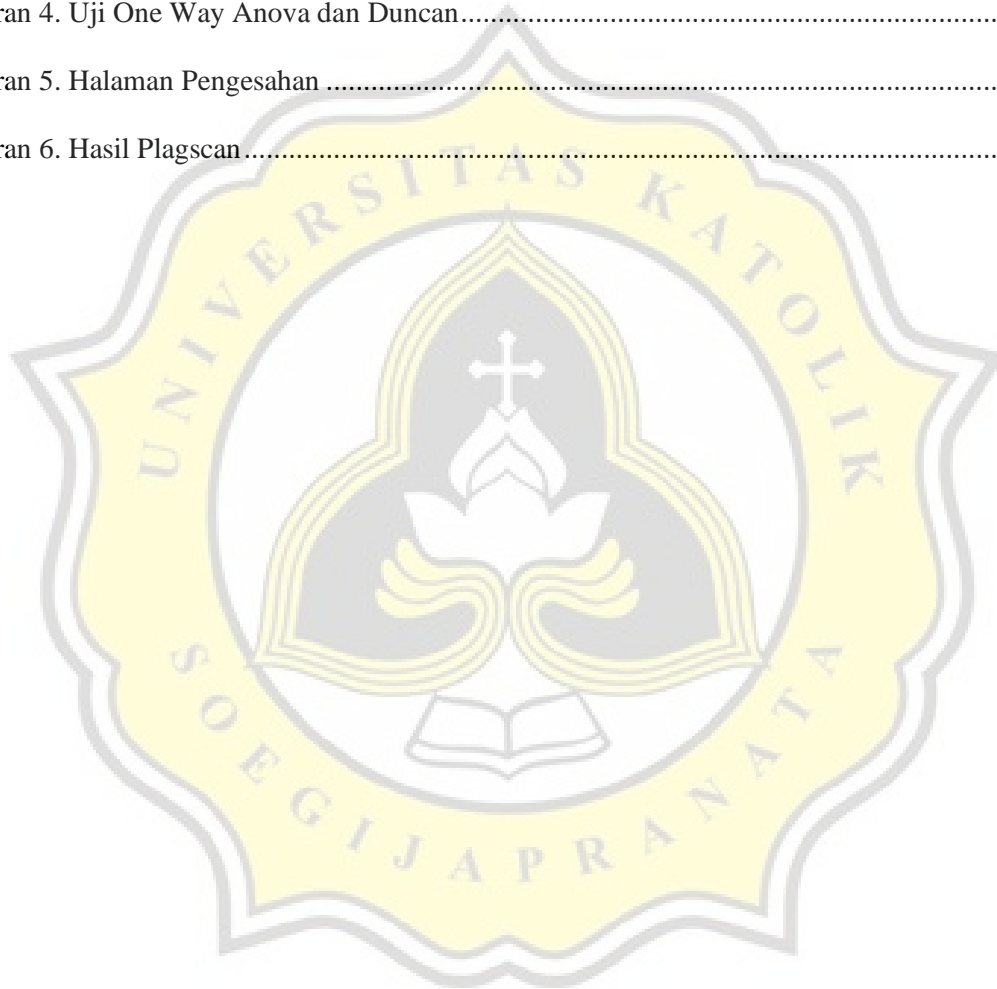 ran 4. Uji One Way Anova dan Duncan...............................................................................
ran 5. Halaman Pengesahan ...............................................................................................
ran 6. Hasil Plagscan..........................................................................................................
UNIVERSITAS KATOLIK
SOEGIJAPRANATA